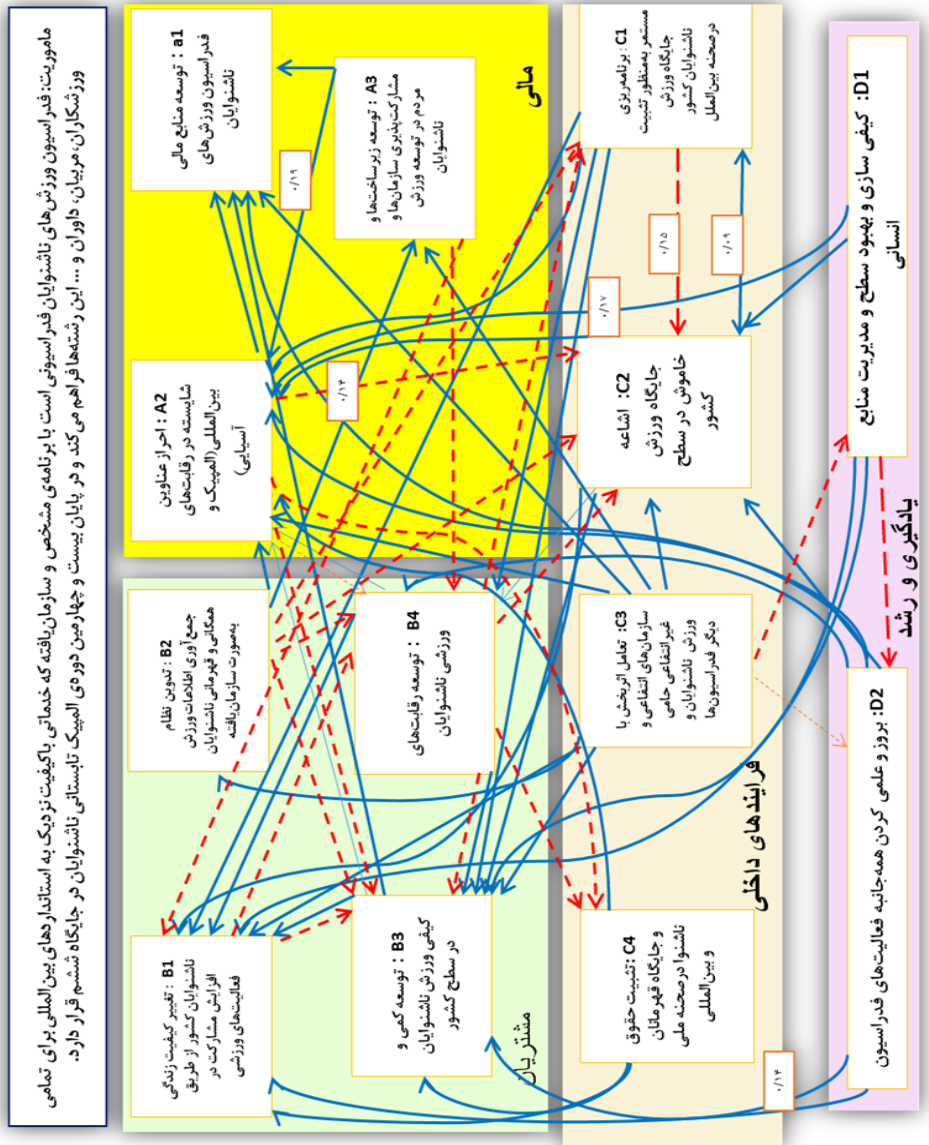 ماموریت: فدراسیون ورزش‌های ناشنوایان فدراسیونی است با برنامه‌ی مشخص و سازمان‌یافته که خدماتی باکیفیت نزدیک به استانداردهای بین‌المللی برای تمامی
ورزشکاران، مربیان، داوران و ... این رشته‌ها فراهم می‌کند و در پایان بیست و چهارمین دوره‌ی المپیک تابستانی ناشنوایان در جایگاه ششم قرار دارد.
مالی
a1 : توسعه منابع مالی
فدراسیون ورزش‌های
ناشنوایان
A2 : احراز عناوین
شایسته در رقابت‌های
بین‌المللی(المپیک و
آسیایی)
A3 : توسعه زیرساخت‌ها و
مشارکت‌پذیری سازمان‌ها و
مردم در توسعه ورزش
ناشنوایان
۰/۱۹
۰/۱۴
مشتریان
B2 : تدوین نظام
جمع‌آوری اطلاعات ورزش
همگانی و قهرمانی ناشنوایان
به‌صورت سازمان‌یافته
B1 : تغییر کیفیت زندگی
ناشنوایان کشور از طریق
افزایش مشارکت در
فعالیت‌های ورزشی
B4 : توسعه رقابت‌های
ورزشی ناشنوایان
B3 : توسعه کمی و
کیفی ورزش ناشنوایان
در سطح کشور
فرایندهای داخلی
C1 : برنامه‌ریزی
مستمر به‌منظور تثبیت
جایگاه ورزش
ناشنوایان کشور
درصحنه بین‌الملل
C2: اشاعه
جایگاه ورزش
خاموش در سطح
کشور
C3: تعامل اثربخش با
سازمان‌های انتفاعی و
غیر انتفاعی حامی
ورزش ناشنوایان و
دیگر فدراسیون‌ها
C4 :تثبیت حقوق
و جایگاه قهرمانان
ناشنوا درصحنه ملی
و بین‌المللی
۰/۱۷
۰/۱۵
۰/۰۹
۰/۱۴
یادگیری و رشد
D1: کیفی سازی و بهبود سطح و مدیریت منابع
انسانی
D2: بروز و علمی کردن همه‌جانبه فعالیت‌های فدراسیون